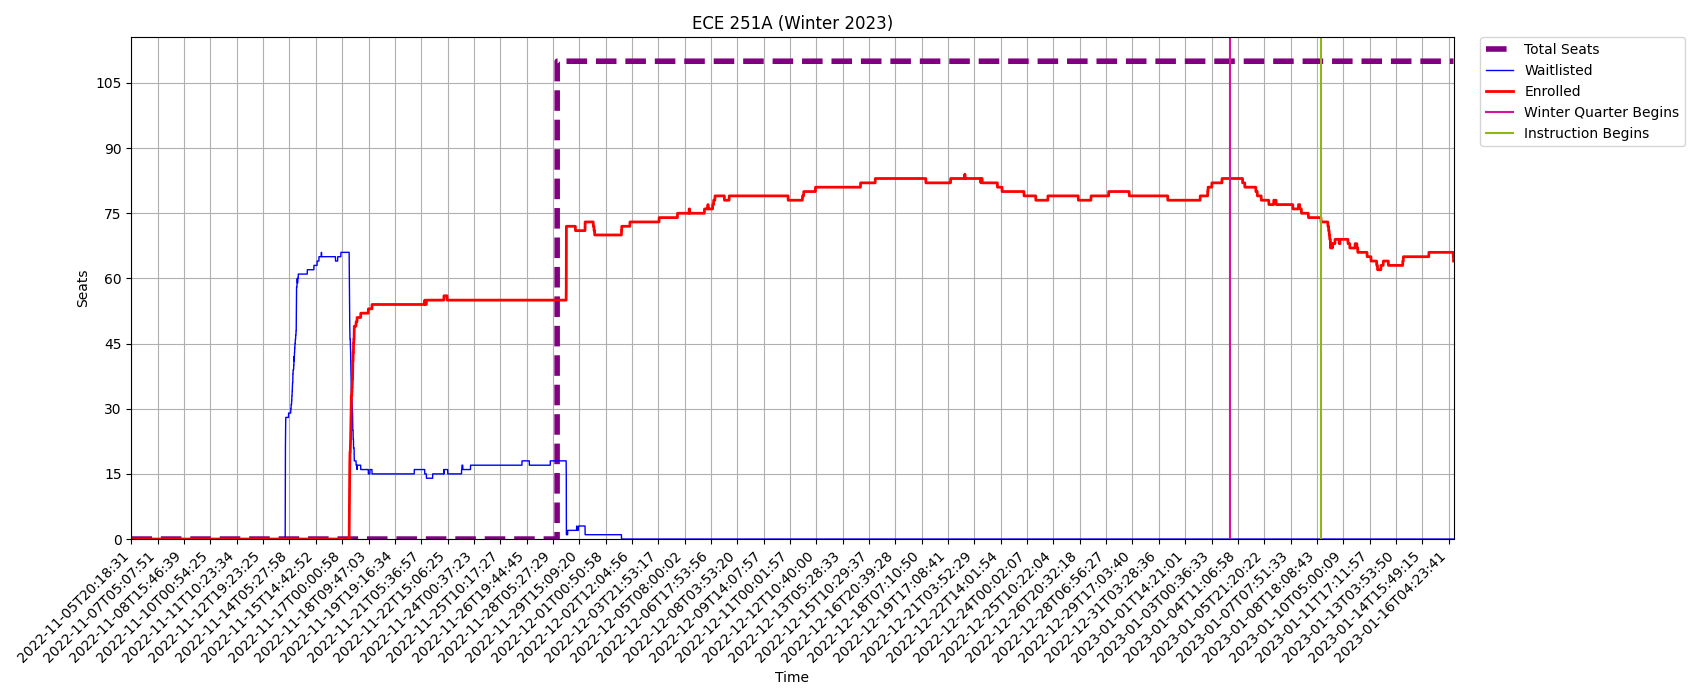 ECE 251A (Winter 2023)
Total Seats
Waitlisted
Enrolled
Winter Quarter Begins
Instruction Begins
105
90
75
60
45
30
15
0
Seats
2022-11-05T20:18:31
2022-11-07T05:07:51
2022-11-08T15:46:39
2022-11-10T00:54:25
2022-11-11T10:23:34
2022-11-12T19:23:25
2022-11-14T05:27:58
2022-11-15T14:42:52
2022-11-17T00:00:58
2022-11-18T09:47:03
2022-11-19T19:16:34
2022-11-21T05:36:57
2022-11-22T15:06:25
2022-11-24T00:37:23
2022-11-25T10:17:27
2022-11-26T19:44:45
2022-11-28T05:27:29
2022-11-29T15:09:20
2022-12-01T00:50:58
2022-12-02T12:04:56
2022-12-03T21:53:17
2022-12-05T08:00:02
2022-12-06T17:53:56
2022-12-08T03:53:20
2022-12-09T14:07:57
2022-12-11T00:01:57
2022-12-12T10:40:00
2022-12-13T05:28:33
2022-12-15T10:29:37
2022-12-16T20:39:28
2022-12-18T07:10:50
2022-12-19T17:08:41
2022-12-21T03:52:29
2022-12-22T14:01:54
2022-12-24T00:02:07
2022-12-25T10:22:04
2022-12-26T20:32:18
2022-12-28T06:56:27
2022-12-29T17:03:40
2022-12-31T03:28:36
2023-01-01T14:21:01
2023-01-03T00:36:33
2023-01-04T11:06:58
2023-01-05T21:20:22
2023-01-07T07:51:33
2023-01-08T18:08:43
2023-01-10T05:00:09
2023-01-11T17:11:57
2023-01-13T03:53:50
2023-01-14T15:49:15
2023-01-16T04:23:41
Time